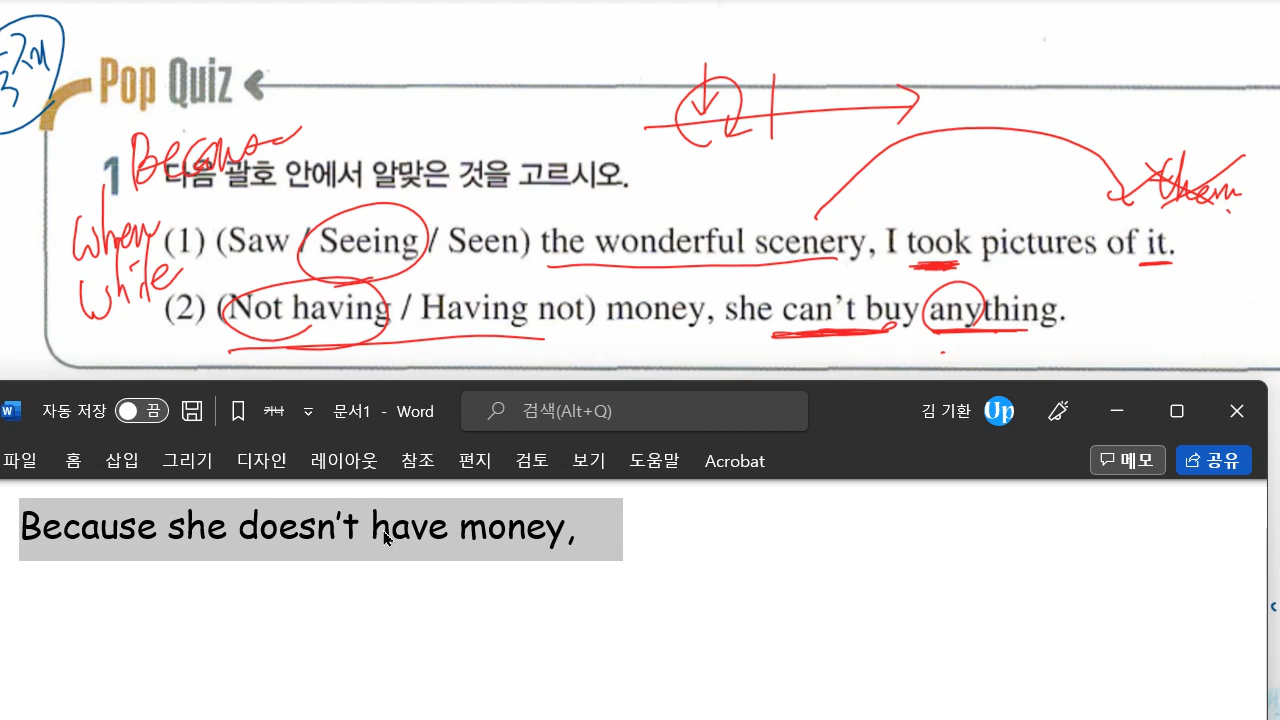 Pop Quiz
Because
1 다음 괄호 안에서 알맞은 것을 고르시오.
them
when
(1) (Saw / Seeing / Seen) the wonderful scenery, I took pictures of it.
while
(2) (Not having / Having not) money, she can't buy anything.
W 자동 저장 끔 가나 문서1 - Word 검색(Alt+Q) 김 기환 Up
파일 홈 삽입 그리기 디자인 레이아웃 참조 편지 검토 보기 도움말 Acrobat 메모 공유
Because she doesn't have money,